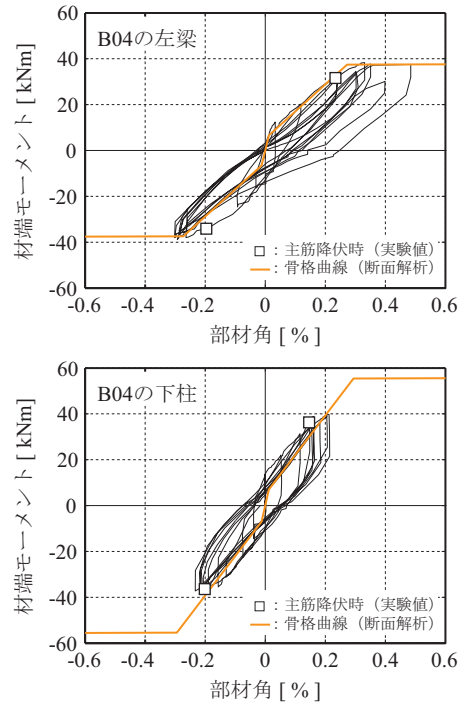 B04の左梁
材端モーメント [ kNm]
60
40
20
0
-20
-40
-60
□ : 主筋降伏時（実験値）
: 骨格曲線（断面解析）
-0.6 -0.4 -0.2 0 0.2 0.4 0.6
部材角 [ % ]
B04の下柱
材端モーメント [ kNm]
60
40
20
0
-20
-40
-60
□ : 主筋降伏時（実験値）
: 骨格曲線（断面解析）
-0.6 -0.4 -0.2 0 0.2 0.4 0.6
部材角 [ % ]